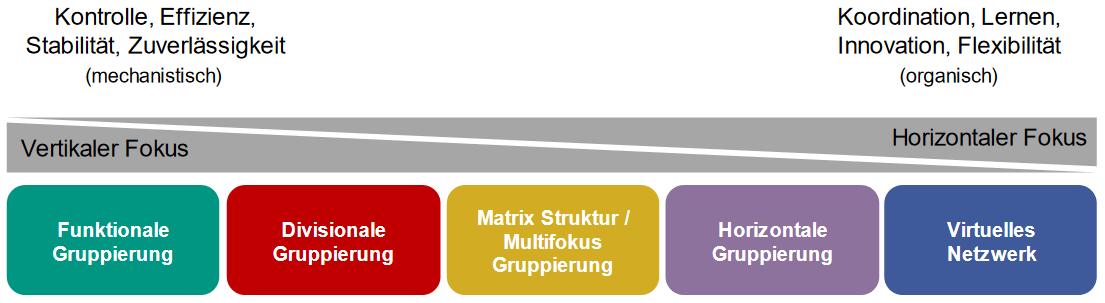 Kontrolle, Effizienz,
Stabilität, Zuverlässigkeit
(mechanistisch)
Koordination, Lernen,
Innovation, Flexibilität
(organisch)
Vertikaler Fokus
Horizontaler Fokus
Funktionale
Gruppierung
Divisionale
Gruppierung
Matrix Struktur /
Multifokus
Gruppierung
Horizontale
Gruppierung
Virtuelles
Netzwerk